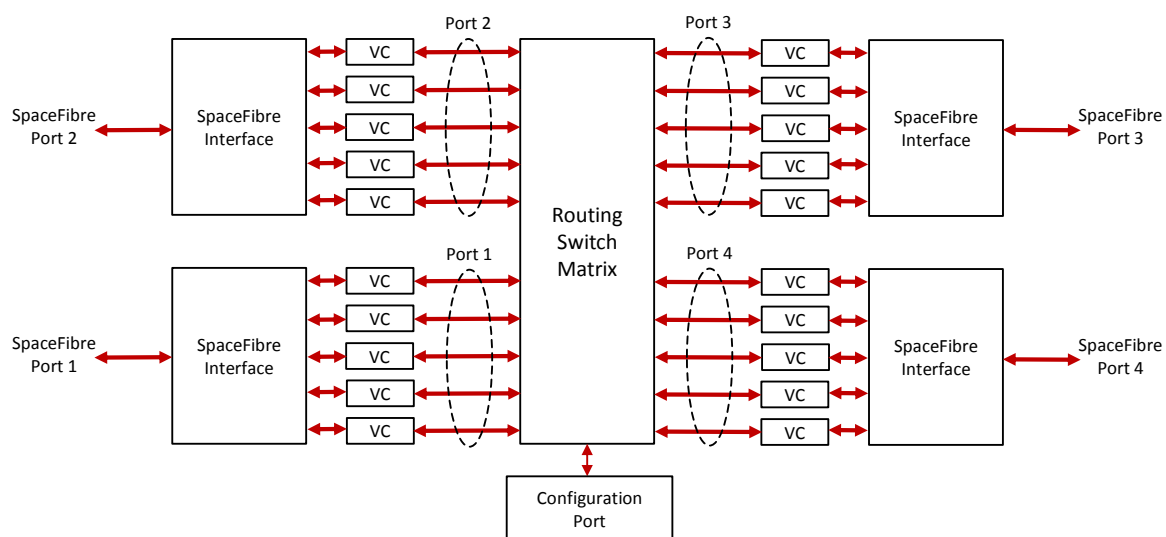 Port 2
Port 3
VC
VC
VC
VC
VC
VC
VC
VC
VC
VC
SpaceFibre
Port 2
SpaceFibre
Interface
SpaceFibre
Interface
SpaceFibre
Port 3
Routing
Switch
Matrix
Port 1
Port 4
VC
VC
VC
VC
VC
VC
VC
VC
VC
VC
SpaceFibre
Port 1
SpaceFibre
Interface
SpaceFibre
Interface
SpaceFibre
Port 4
Configuration
Port